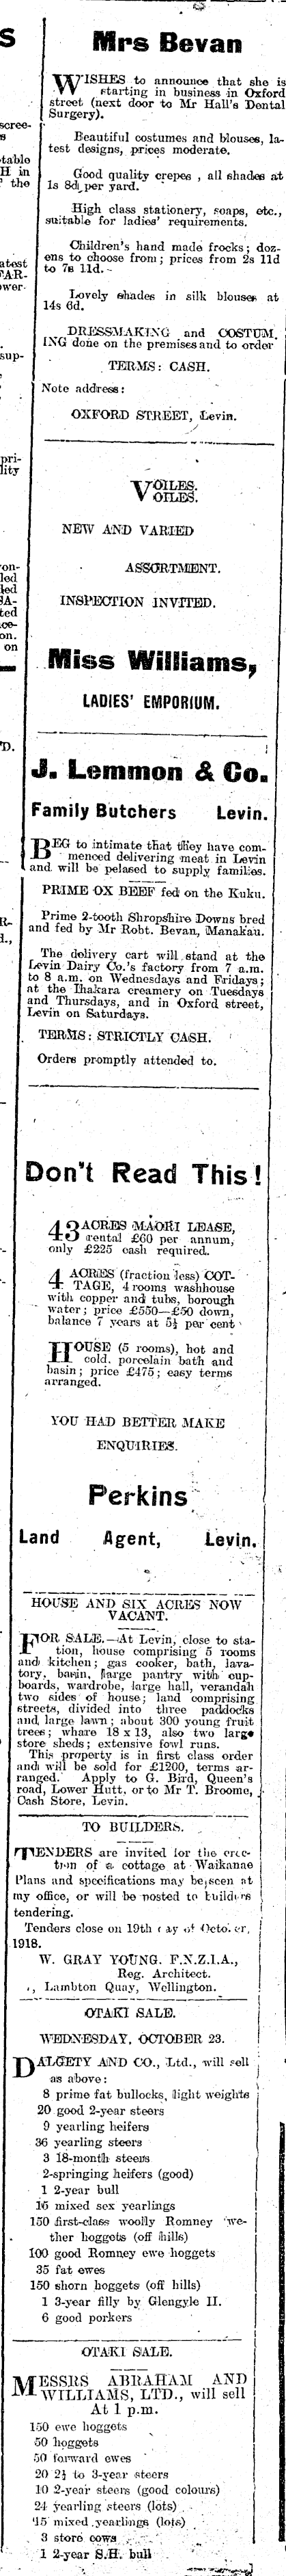 Mrs Bevan
WISHES to announce that she is
starting in business in Oxford
street (next door to Mr Hall's Dental
Surgery).
Beautiful costumes and blouses, la-
test designs, prices moderate.
Good quality crepes , all shades at
1s 8d per yard.
High class stationery, soaps, etc.,
suitable for ladies' requirements.
Children's hand made frocks; doz-
ens to choose from; prices from 2s 11d
to 7s 11d.
Lovely shades in silk blouses at
14s 6d.
DRESSMAKING and COSTUM-
ING done on the premises and to order
TERMS: CASH.
Note address:
OXFORD STREET, Levin.
VOILES.
VOILES.
NEW AND VARIED
ASSORTMENT.
INSPECTION INVITED.
Miss Williams,
LADIES' EMPORIUM.
J. Lemmon & Co.
Family Butchers Levin.
BEG to intimate that they have com-
menced delivering meat in Levin
and will be pelased to supply families.
PRIME OX BEEF fed on the Kuku.
Prime 2-tooth Shropshire Downs bred
and fed by Mr Robt. Bevan, Manakau.
The delivery cart will stand at the
Levin Dairy Co.'s factory from 7 a.m.
to 8 a.m. on Wednesdays and Fridays;
at the Ihakara creamery on Tuesdays
and Thursdays, and in Oxford street,
Levin on Saturdays.
TERMS: STRICTLY CASH.
Orders promptly attended to.
Don't Read This!
43 ACRES MAORI LEASE,
rental £60 per annum,
only £225 cash required.
4 ACRES (fraction less) COT-
TAGE, 4 rooms washhouse
with copper and tubs, borough
water; price £550—£50 down,
balance 7 years at 5½ per cent
HOUSE (5 rooms), hot and
cold. porcelain bath and
basin; price £475; easy terms
arranged.
YOU HAD BETTER MAKE
ENQUIRIES.
Perkins
Land Agent, Levin.
HOUSE AND SIX ACRES NOW
VACANT.
FOR SALE.—At Levin, close to sta-
tion, house comprising 5 rooms
and kitchen; gas cooker, bath, lava-
tory, basin, large pantry with cup-
boards, wardrobe, large hall, verandah
two sides of house; land comprising
streets, divided into three paddocks
and large lawn; about 300 young fruit
trees; whare 18 x 13, also two large
store sheds; extensive fowl runs.
This property is in first class order
and will be sold for £1200, terms ar-
ranged. Apply to G. Bird, Queen's
road, Lower Hutt, or to Mr T. Broome,
Cash Store, Levin.
TO BUILDERS.
TENDERS are invited for the erec-
tion of a cottage at Waikanae
Plans and specifications may be seen at
my office, or will be posted to builders
tendering.
Tenders close on 19th day of October,
1918.
W. GRAY YOUNG. F.N.Z.I.A.,
Reg. Architect.
Lambton Quay, Wellington.
OTAKI SALE.
WEDNESDAY, OCTOBER 23.
DALGETY AND CO., Ltd., will sell
as above:
8 prime fat bullocks, light weights
20 good 2-year steers
9 yearling heifers
36 yearling steers
3 18-month steers
2-springing heifers (good)
1 2-year bull
16 mixed sex yearlings
150 first-class woolly Romney we-
ther hoggets (off hills)
100 good Romney ewe hoggets
35 fat ewes
150 shorn hoggets (off hills)
1 3-year filly by Glengyle II.
6 good porkers
OTAKI SALE.
MESSRS ABRAHAM AND
WILLIAMS, LTD., will sell
At 1 p.m.
150 ewe hoggets
50 hoggets
50 forward ewes
20 2½ to 3-year steers
10 2-year steers (good colours)
24 yearling steers (lots)
15 mixed yearlings (lots)
3 store cows
1 2-year S.H. bull